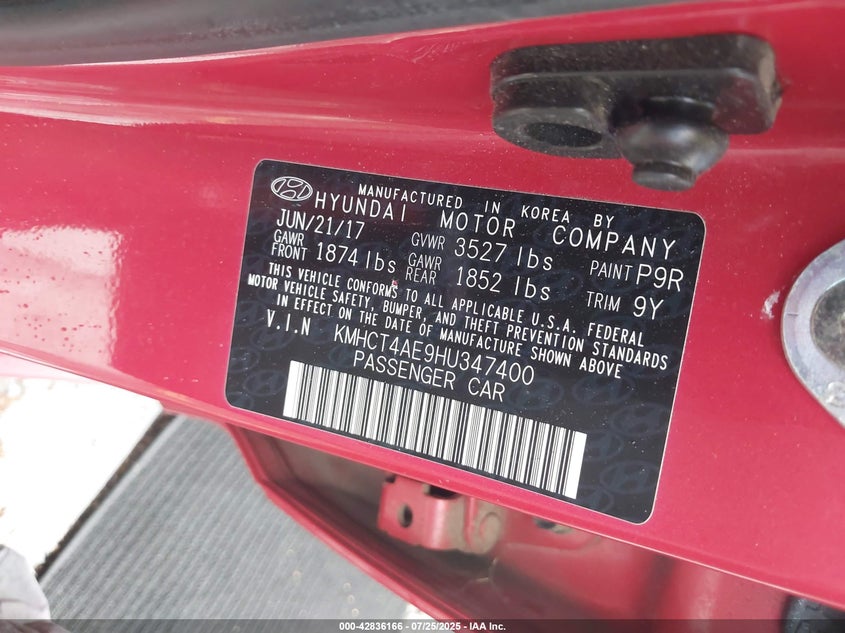 MANUFACTURED IN KOREA BY
HYUNDAI MOTOR COMPANY
JUN/21/17 GVWR 3527 lbs PAINT P9R
GAWR FRONT 1874 lbs GAWR REAR 1852 lbs TRIM 9Y
THIS VEHICLE CONFORMS TO ALL APPLICABLE U.S.A. FEDERAL
MOTOR VEHICLE SAFETY, BUMPER, AND THEFT PREVENTION STANDARDS
IN EFFECT ON THE DATE OF MANUFACTURE SHOWN ABOVE
V.I.N KMHCT4AE9HU347400
PASSENGER CAR
000-42836166 - 07/25/2025 - IAA Inc.